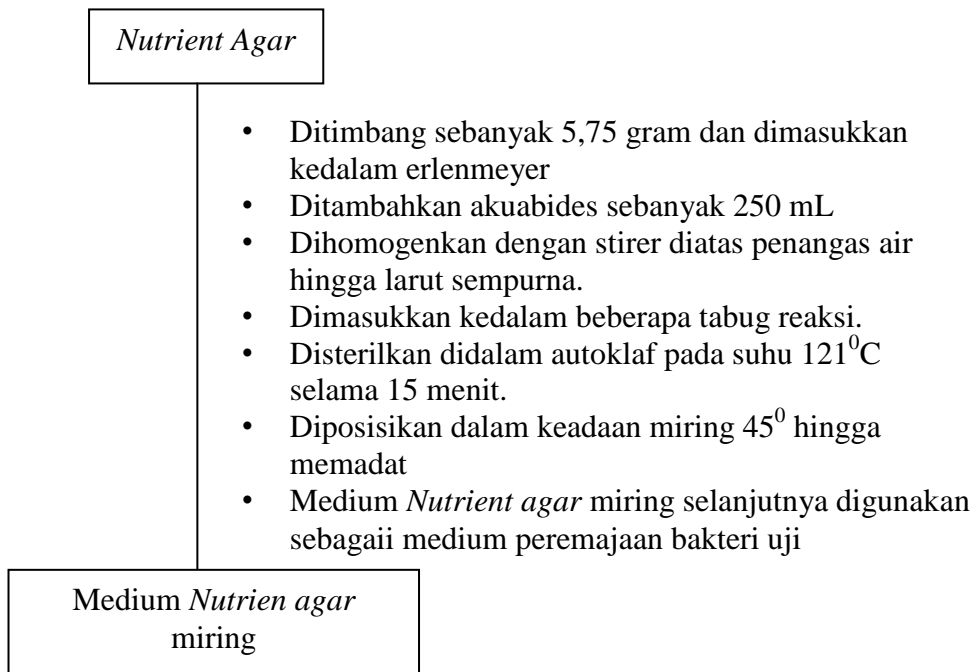 Nutrient Agar
• Ditimbang sebanyak 5,75 gram dan dimasukkan
kedalam erlenmeyer
• Ditambahkan akuabides sebanyak 250 mL
• Dihomogenkan dengan stirer diatas penangas air
hingga larut sempurna.
• Dimasukkan kedalam beberapa tabug reaksi.
• Disterilkan didalam autoklaf pada suhu 121⁰C
selama 15 menit.
• Diposisikan dalam keadaan miring 45⁰ hingga
memadat
• Medium Nutrient agar miring selanjutnya digunakan
sebagaii medium peremajaan bakteri uji
Medium Nutrien agar
miring